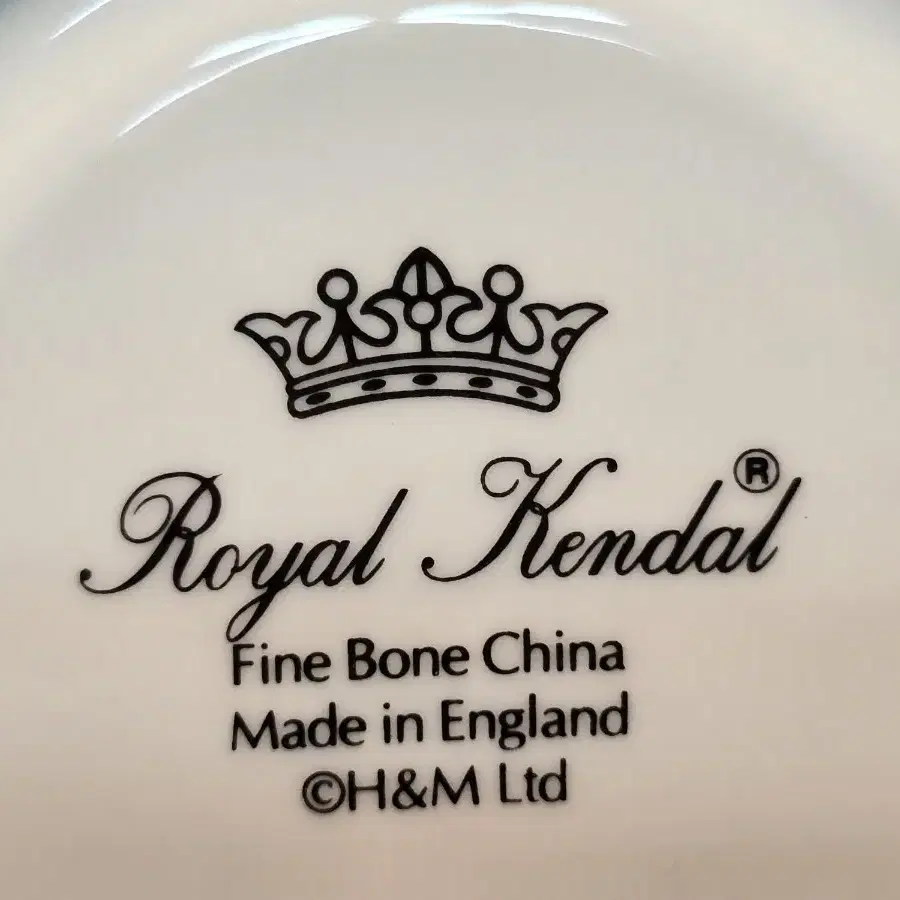 Royal Kendal®
Fine Bone China
Made in England
©H&M Ltd